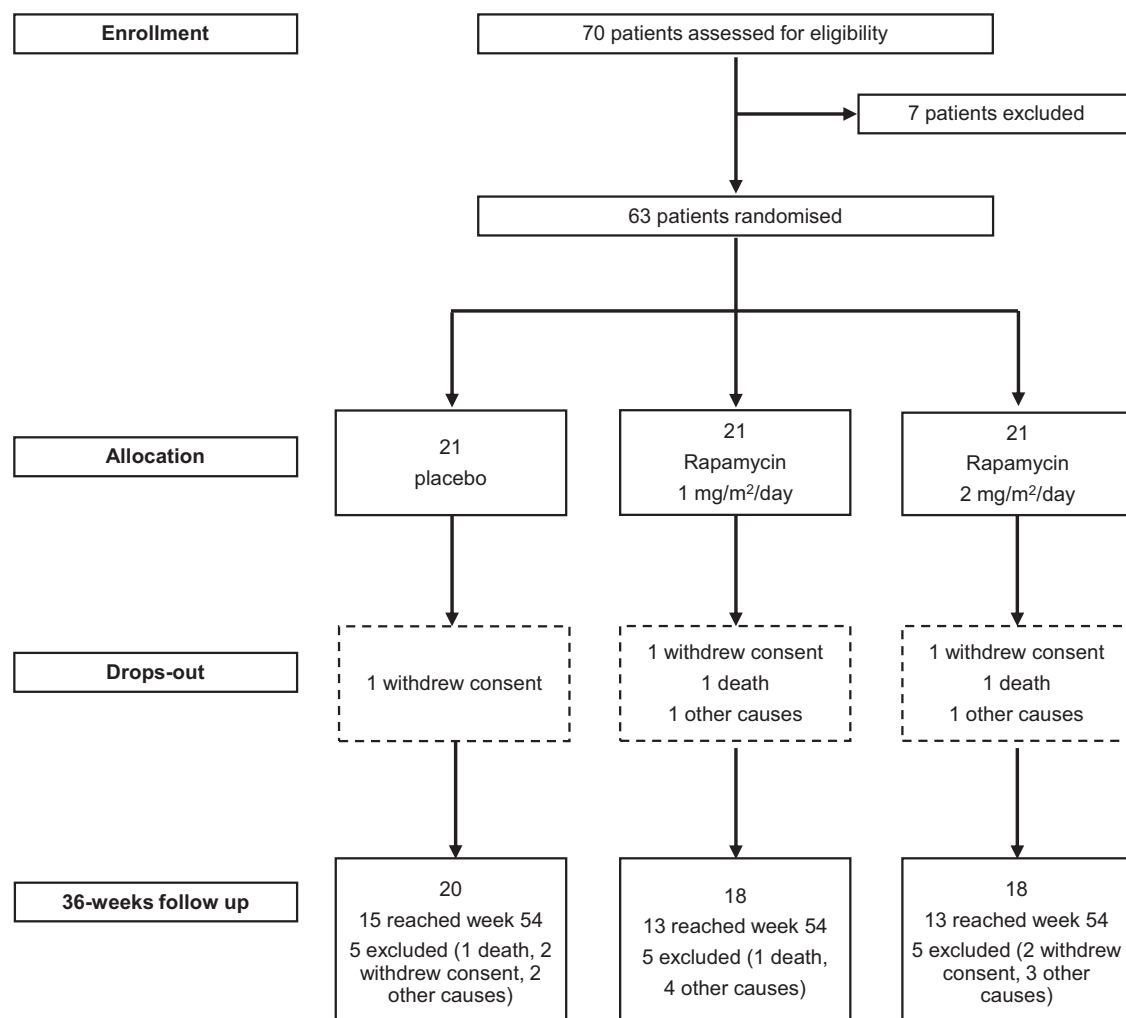 Enrollment
70 patients assessed for eligibility
7 patients excluded
63 patients randomised
Allocation
21
placebo
21
Rapamycin
1 mg/m²/day
21
Rapamycin
2 mg/m²/day
Drops-out
1 withdrew consent
1 withdrew consent
1 death
1 other causes
1 withdrew consent
1 death
1 other causes
36-weeks follow up
20
15 reached week 54
5 excluded (1 death, 2
withdrew consent, 2
other causes)
18
13 reached week 54
5 excluded (1 death,
4 other causes)
18
13 reached week 54
5 excluded (2 withdrew
consent, 3 other
causes)